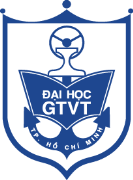 ĐẠI HỌC
GTVT
TP. HỒ CHÍ MINH